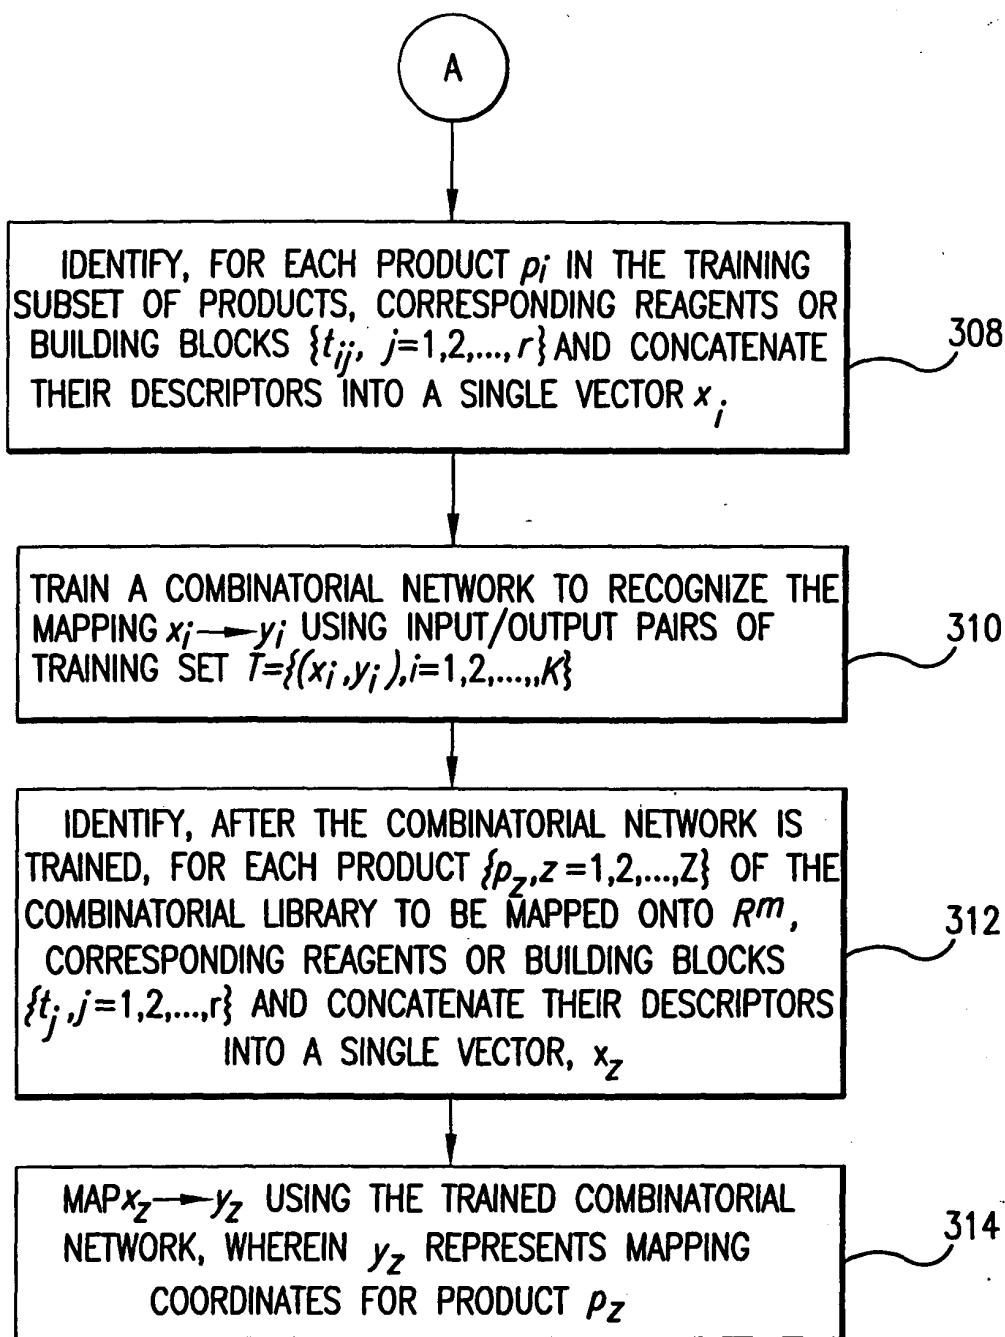 A
IDENTIFY, FOR EACH PRODUCT pi IN THE TRAINING
SUBSET OF PRODUCTS, CORRESPONDING REAGENTS OR
BUILDING BLOCKS {tij, j=1,2,...,r} AND CONCATENATE
THEIR DESCRIPTORS INTO A SINGLE VECTOR xi
308
TRAIN A COMBINATORIAL NETWORK TO RECOGNIZE THE
MAPPING xi→yi USING INPUT/OUTPUT PAIRS OF
TRAINING SET T={(xi,yi),i=1,2,...,,K}
310
IDENTIFY, AFTER THE COMBINATORIAL NETWORK IS
TRAINED, FOR EACH PRODUCT {pz,z=1,2,...,Z} OF THE
COMBINATORIAL LIBRARY TO BE MAPPED ONTO Rm,
CORRESPONDING REAGENTS OR BUILDING BLOCKS
{tj,j=1,2,...,r} AND CONCATENATE THEIR DESCRIPTORS
INTO A SINGLE VECTOR, xz
312
MAP xz→yz USING THE TRAINED COMBINATORIAL
NETWORK, WHEREIN yz REPRESENTS MAPPING
COORDINATES FOR PRODUCT pz
314